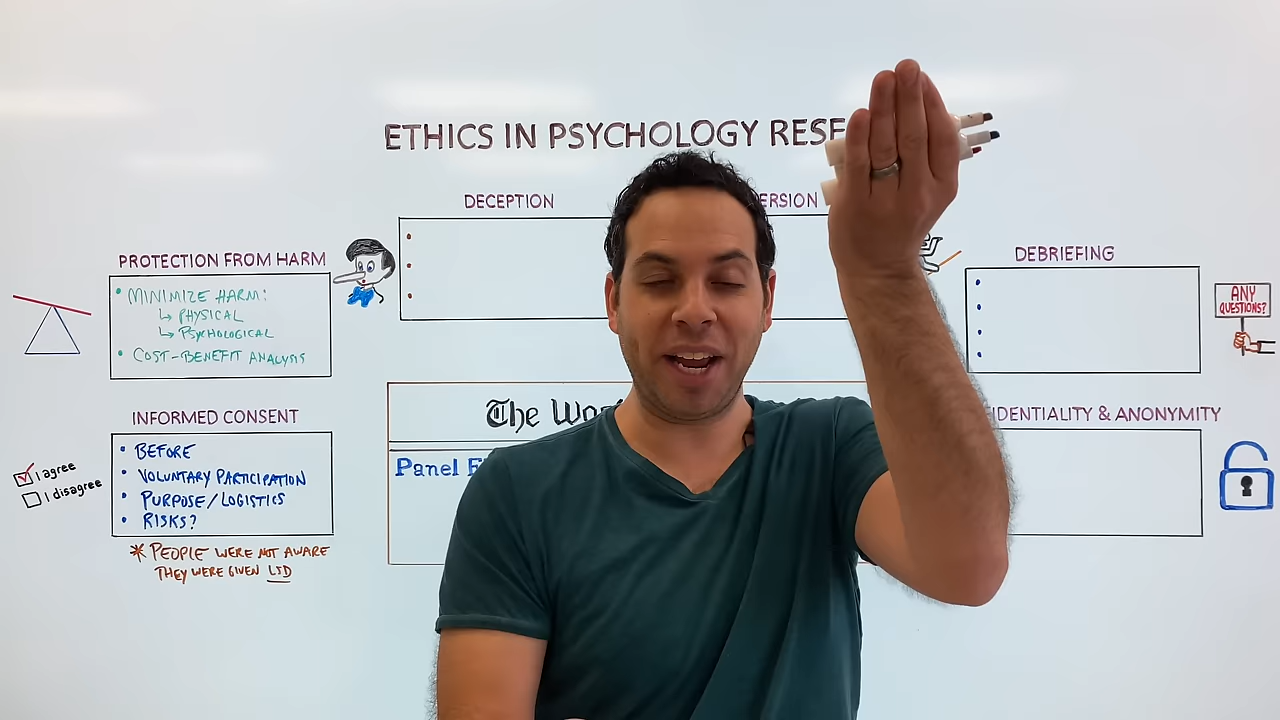 ETHICS IN PSYCHOLOGY RESE
DECEPTION
ERSION
PROTECTION FROM HARM
• MINIMIZE HARM:
↳ PHYSICAL
↳ PSYCHOLOGICAL
• COST-BENEFIT ANALYSIS
DEBRIEFING
ANY
QUESTIONS?
INFORMED CONSENT
• BEFORE
• VOLUNTARY PARTICIPATION
• PURPOSE/LOGISTICS
• RISKS?
I agree
I disagree
* PEOPLE WERE NOT AWARE
THEY WERE GIVEN LSD
The Wor
Panel E
IDENTIALITY & ANONYMITY